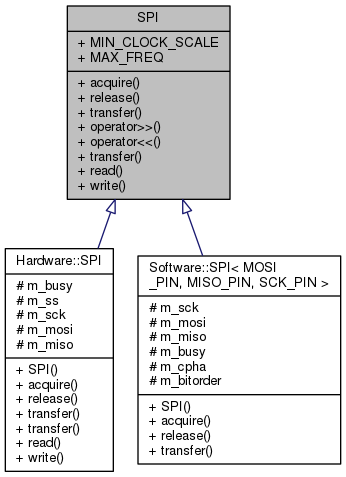 SPI
+ MIN_CLOCK_SCALE
+ MAX_FREQ
+ acquire()
+ release()
+ transfer()
+ operator>>()
+ operator<<()
+ transfer()
+ read()
+ write()
Hardware::SPI
# m_busy
# m_ss
# m_sck
# m_mosi
# m_miso
+ SPI()
+ acquire()
+ release()
+ transfer()
+ transfer()
+ read()
+ write()
Software::SPI< MOSI
_PIN, MISO_PIN, SCK_PIN >
# m_sck
# m_mosi
# m_miso
# m_busy
# m_cpha
# m_bitorder
+ SPI()
+ acquire()
+ release()
+ transfer()